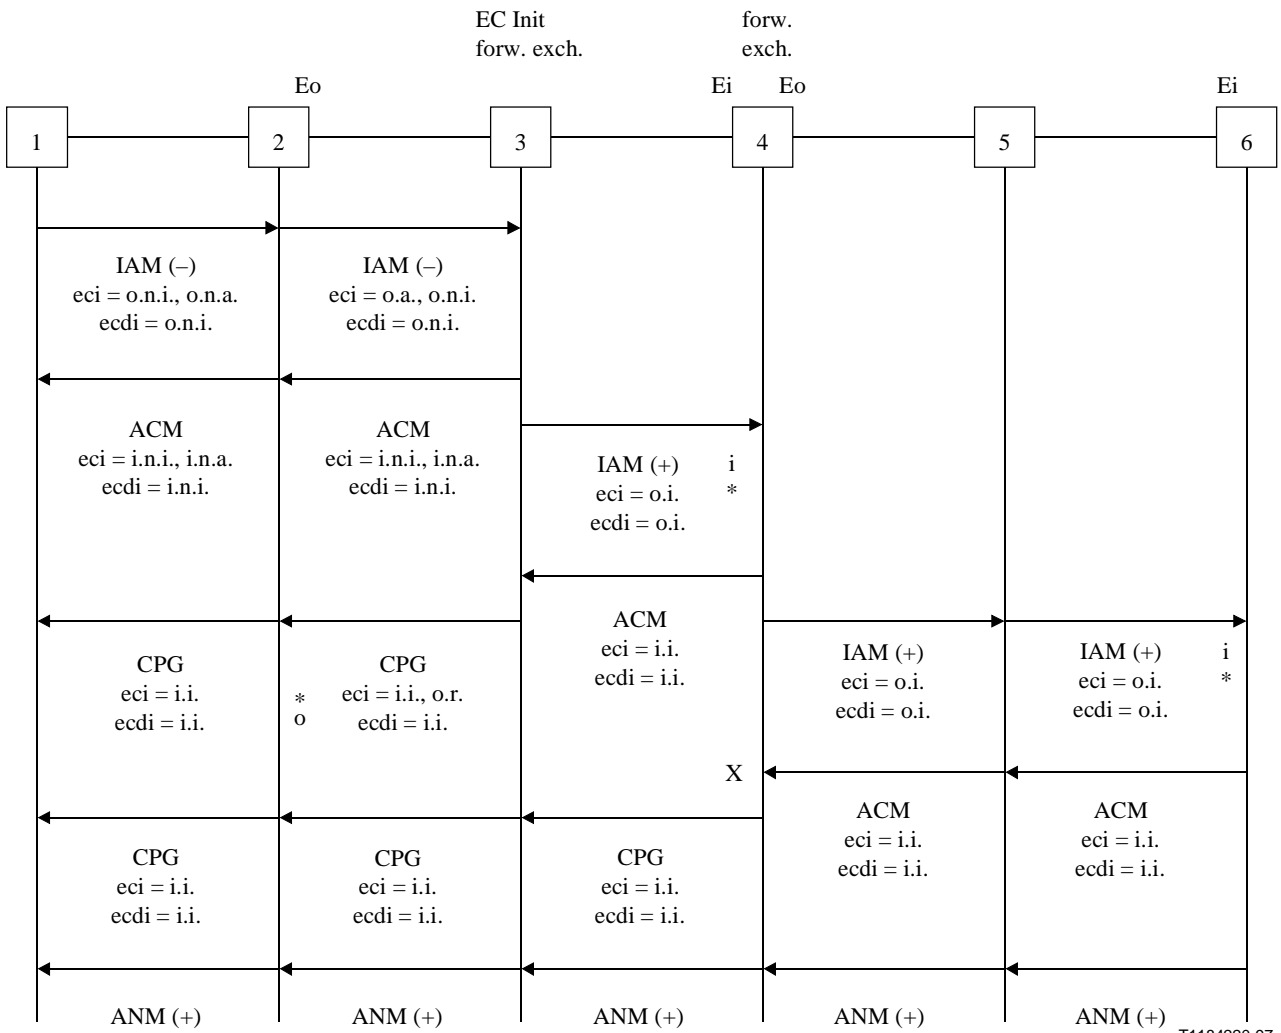 EC Init
forw. exch.
forw.
exch.
Eo
Ei
Eo
Ei
1
2
3
4
5
6
IAM (–)
eci = o.n.i., o.n.a.
ecdi = o.n.i.
IAM (–)
eci = o.a., o.n.i.
ecdi = o.n.i.
ACM
eci = i.n.i., i.n.a.
ecdi = i.n.i.
ACM
eci = i.n.i., i.n.a.
ecdi = i.n.i.
IAM (+)
eci = o.i.
ecdi = o.i.
i
*
CPG
eci = i.i.
ecdi = i.i.
*
o
CPG
eci = i.i., o.r.
ecdi = i.i.
ACM
eci = i.i.
ecdi = i.i.
IAM (+)
eci = o.i.
ecdi = o.i.
IAM (+)
eci = o.i.
ecdi = o.i.
i
*
X
ACM
eci = i.i.
ecdi = i.i.
ACM
eci = i.i.
ecdi = i.i.
CPG
eci = i.i.
ecdi = i.i.
CPG
eci = i.i.
ecdi = i.i.
CPG
eci = i.i.
ecdi = i.i.
ANM (+)
ANM (+)
ANM (+)
ANM (+)
ANM (+)